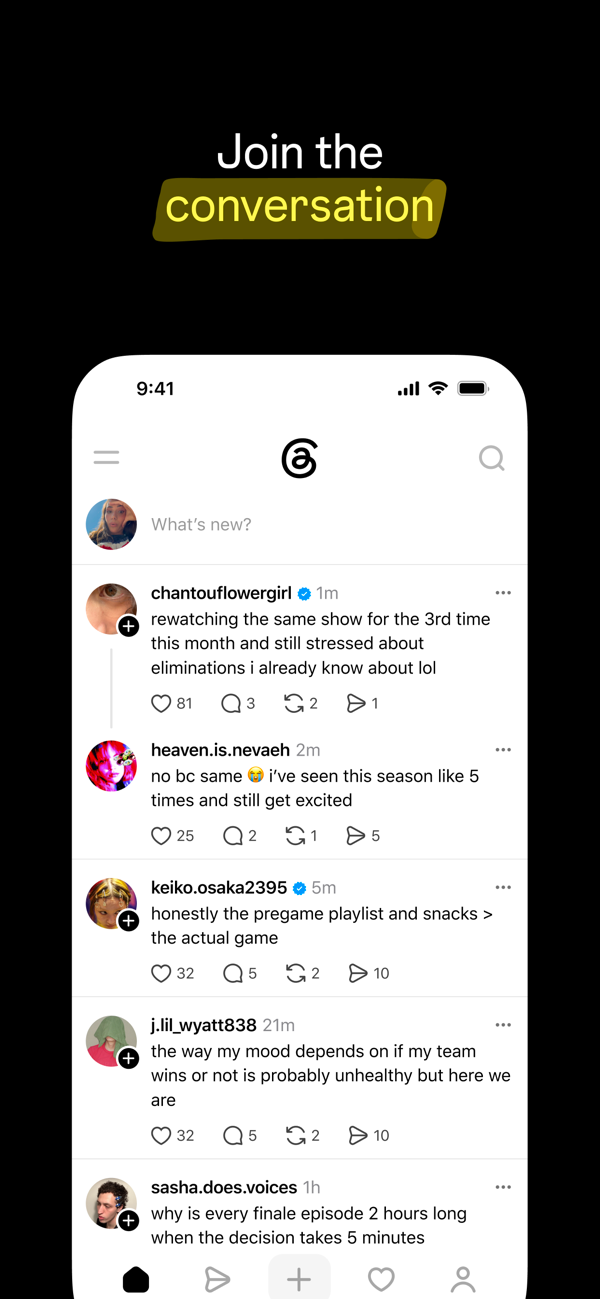 Join the
conversation
9:41
What's new?
chantouflowergirl 1m
rewatching the same show for the 3rd time
this month and still stressed about
eliminations i already know about lol
81 3 2 1
heaven.is.nevaeh 2m
no bc same 😭 i've seen this season like 5
times and still get excited
25 2 1 5
keiko.osaka2395 5m
honestly the pregame playlist and snacks >
the actual game
32 5 2 10
j.lil_wyatt838 21m
the way my mood depends on if my team
wins or not is probably unhealthy but here we
are
32 5 2 10
sasha.does.voices 1h
why is every finale episode 2 hours long
when the decision takes 5 minutes